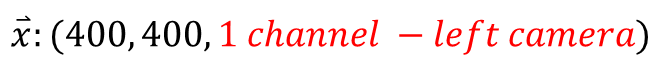 x⃗: (400, 400, 1 channel − left camera)